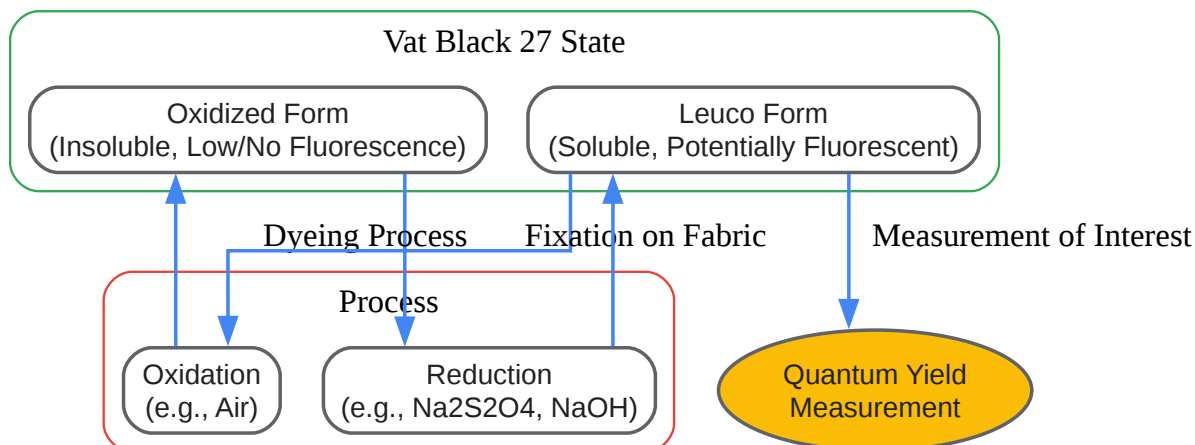 Vat Black 27 State
Oxidized Form
(Insoluble, Low/No Fluorescence)
Leuco Form
(Soluble, Potentially Fluorescent)
Dyeing Process
Fixation on Fabric
Measurement of Interest
Process
Oxidation
(e.g., Air)
Reduction
(e.g., Na2S2O4, NaOH)
Quantum Yield
Measurement